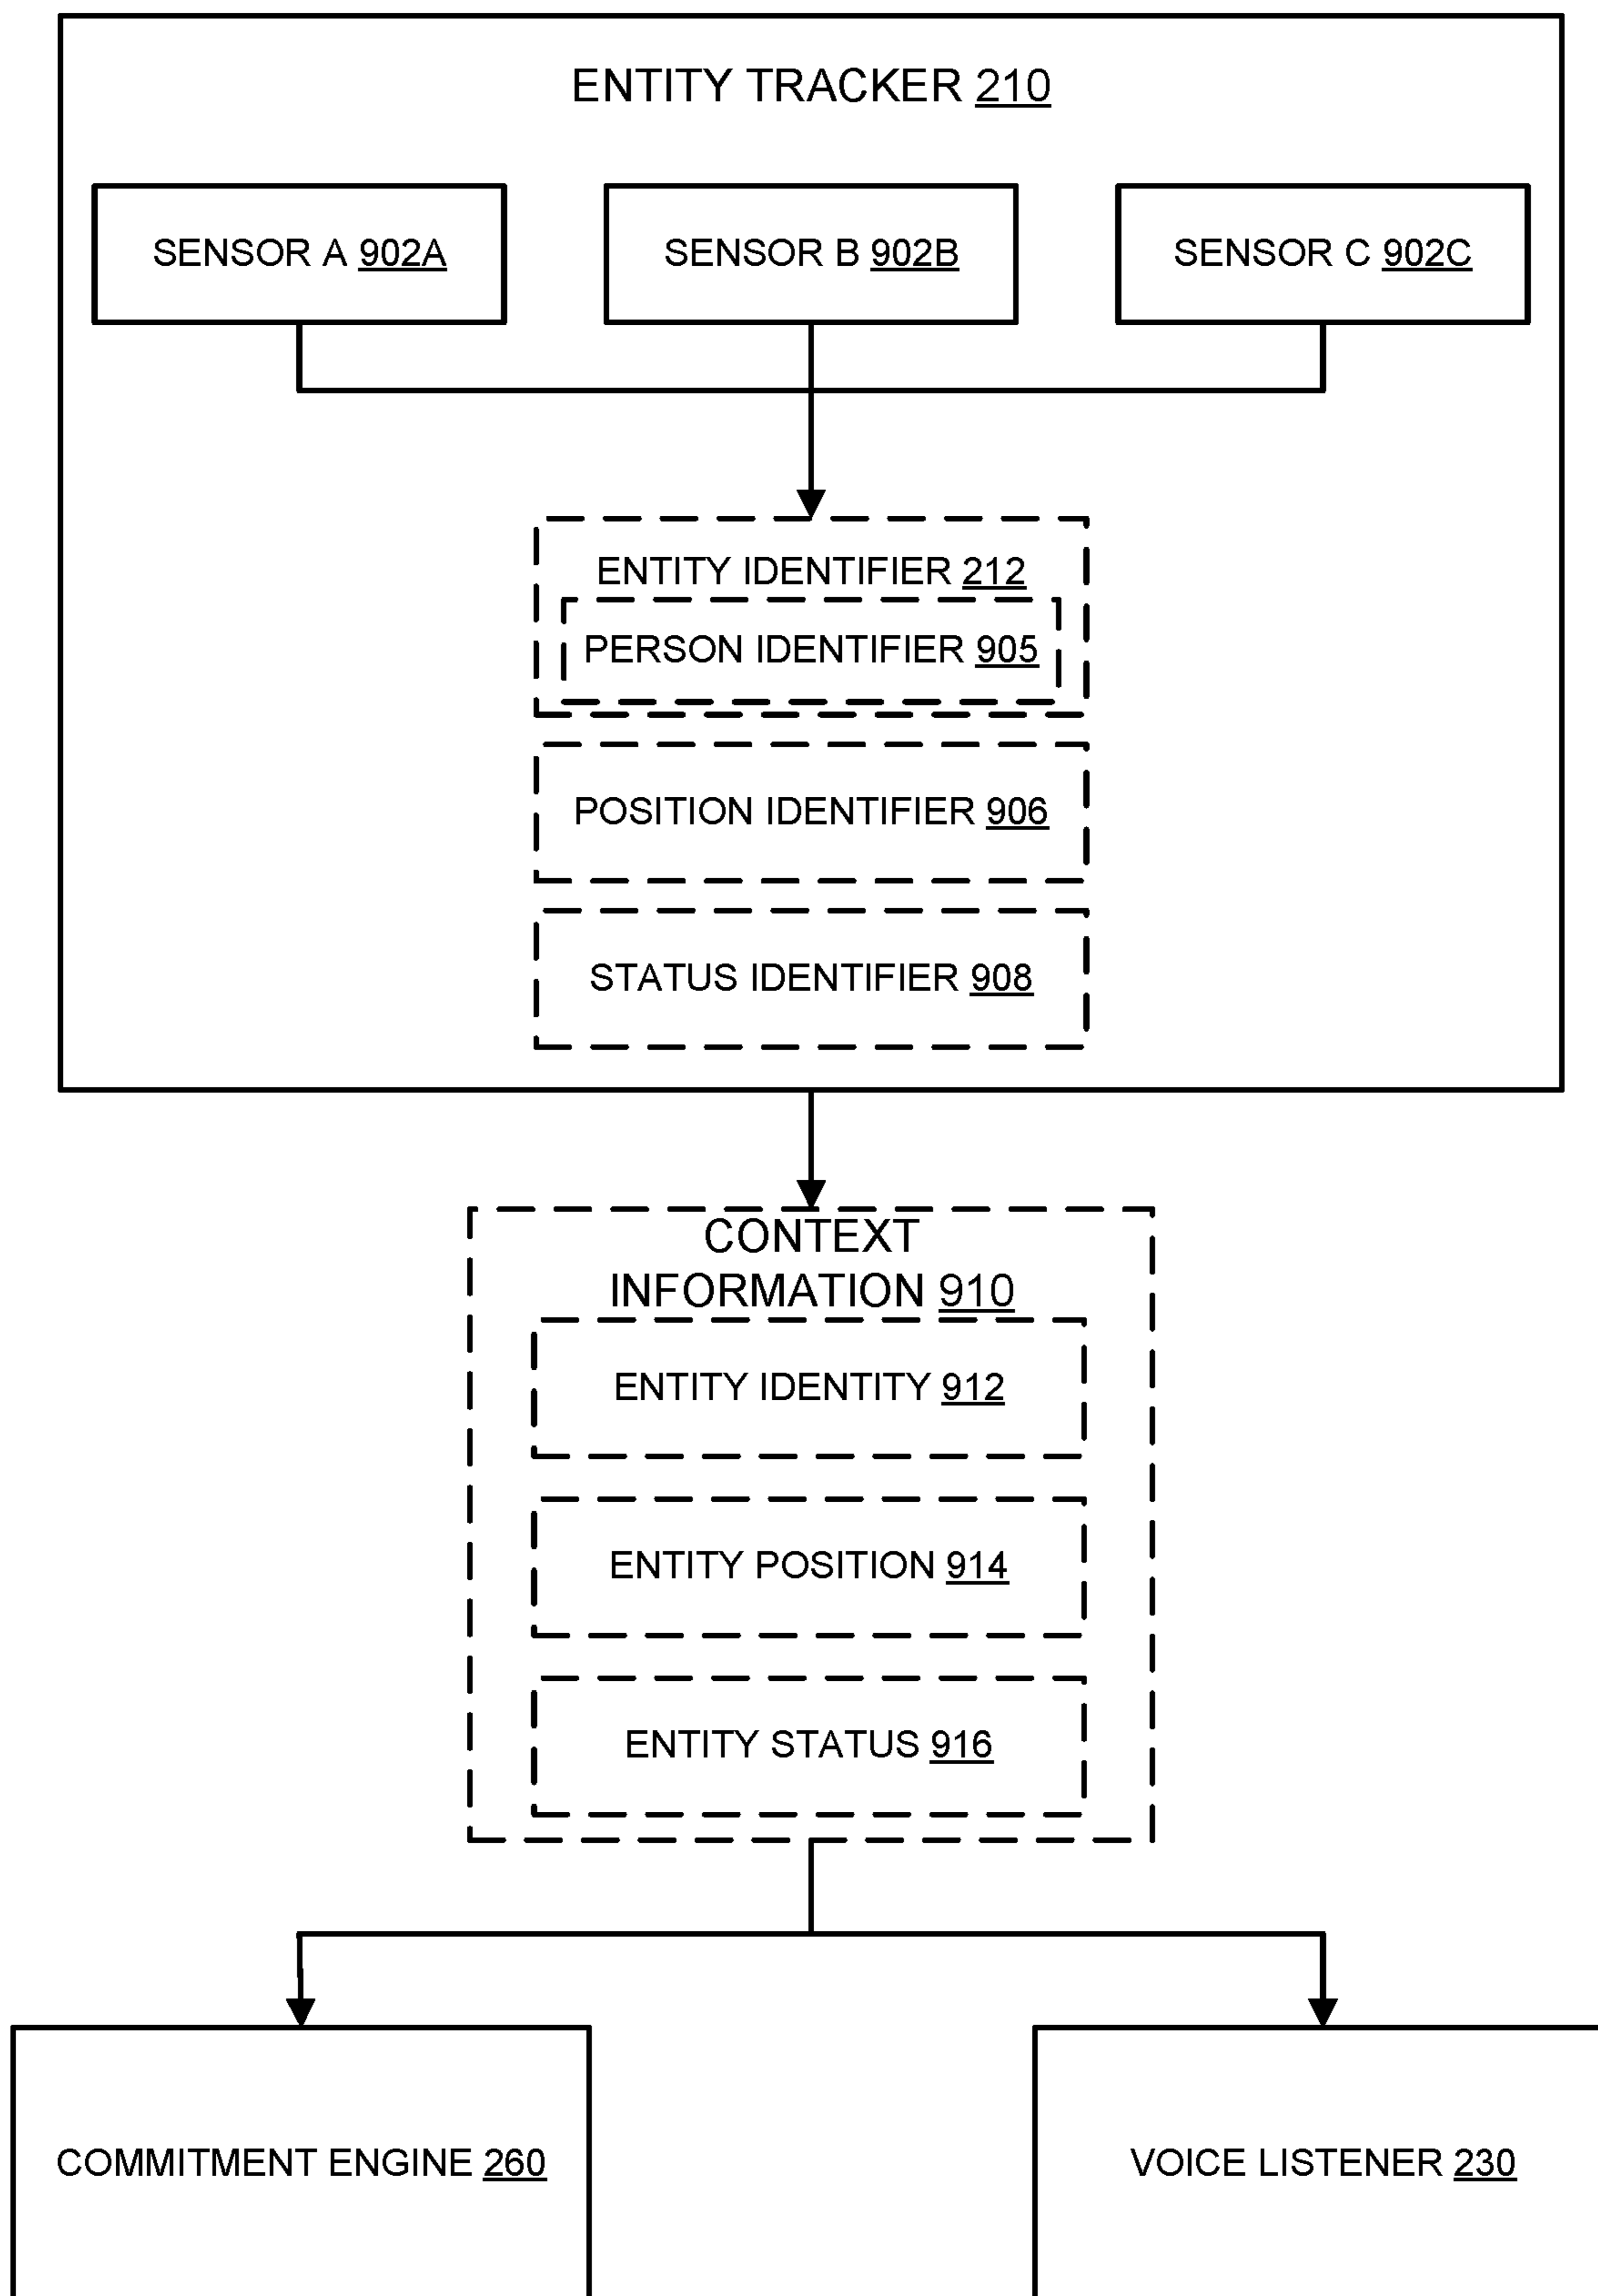 ENTITY TRACKER 210
SENSOR A 902A
SENSOR B 902B
SENSOR C 902C
ENTITY IDENTIFIER 212
PERSON IDENTIFIER 905
POSITION IDENTIFIER 906
STATUS IDENTIFIER 908
CONTEXT
INFORMATION 910
ENTITY IDENTITY 912
ENTITY POSITION 914
ENTITY STATUS 916
COMMITMENT ENGINE 260
VOICE LISTENER 230